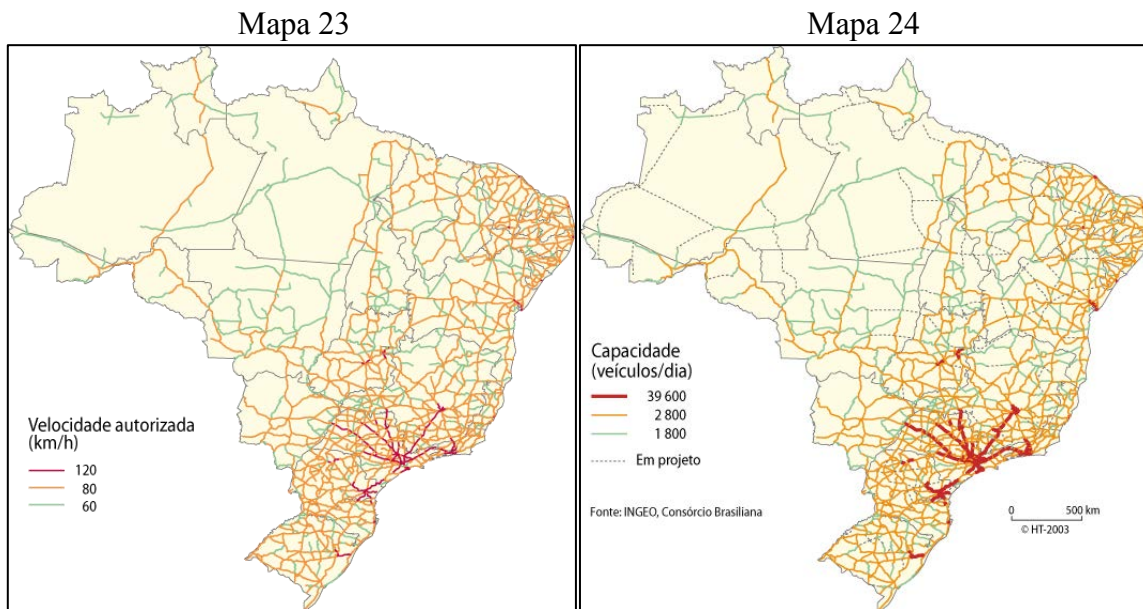 Mapa 23
Mapa 24
Velocidade autorizada
(km/h)
120
80
60
Capacidade
(veículos/dia)
39 600
2 800
1 800
Em projeto
Fonte: INGEO, Consórcio Brasiliana
0 500 km
© HT-2003